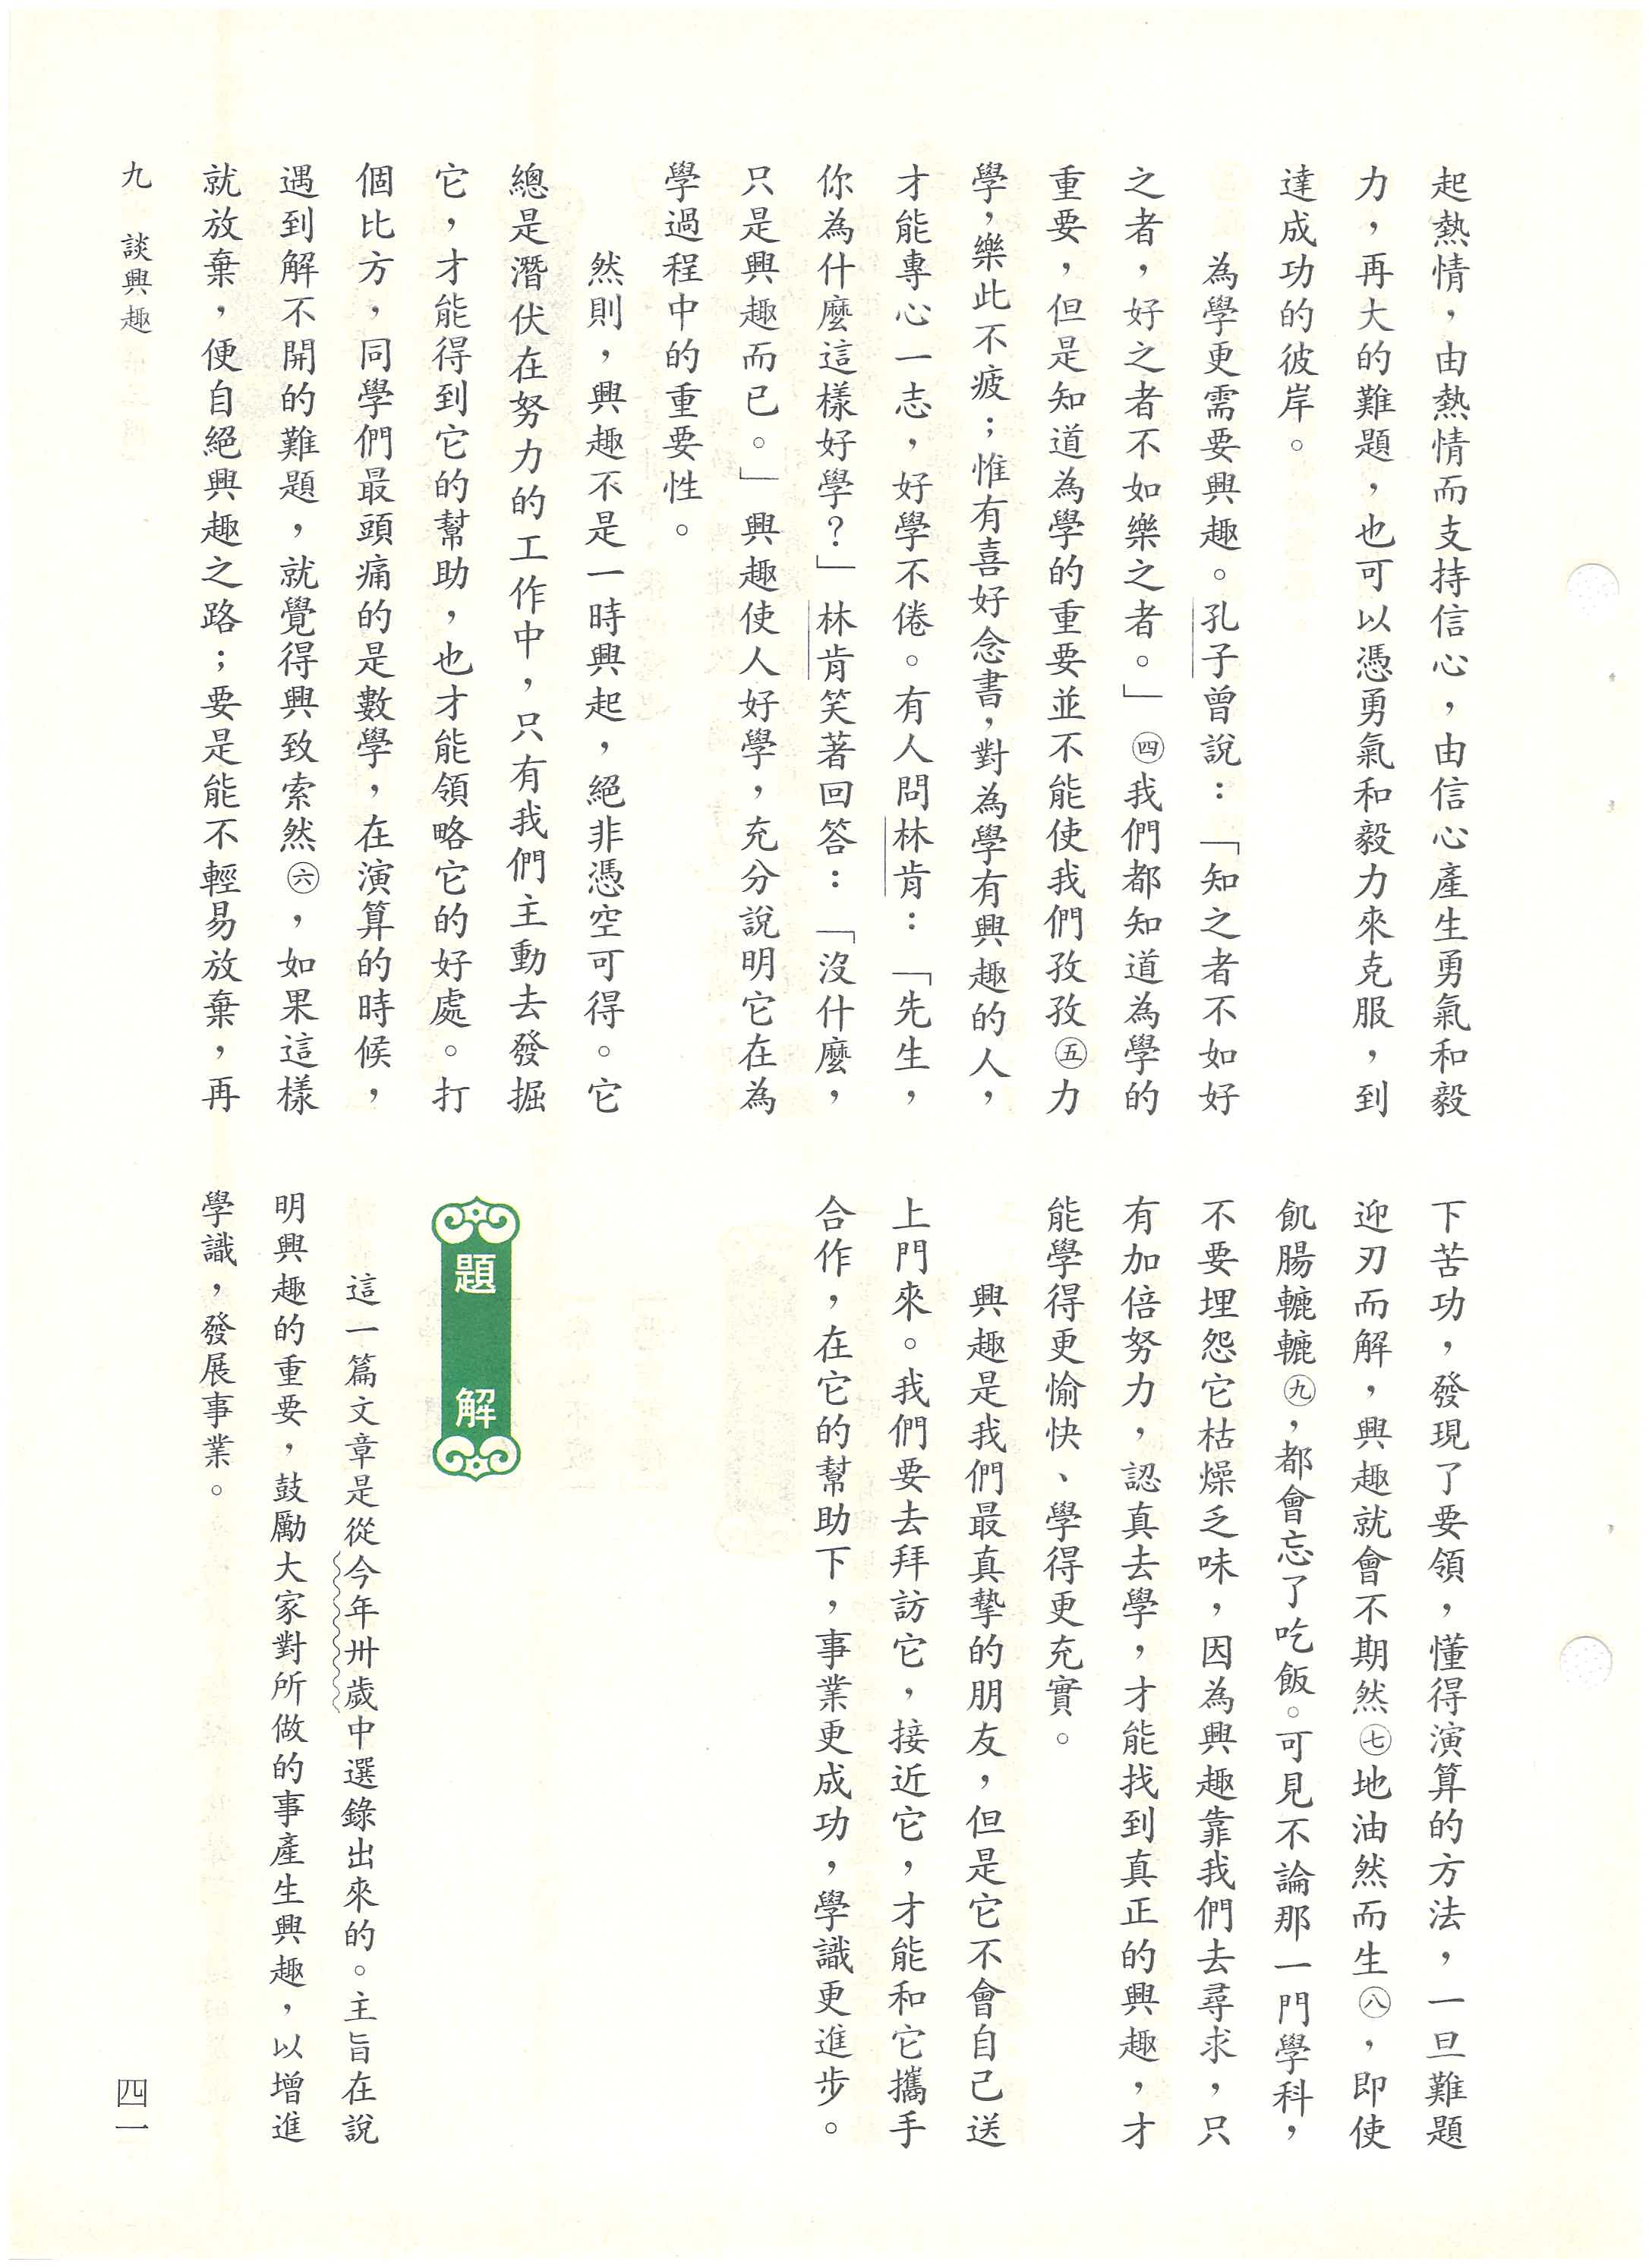 起熱情，由熱情而支持信心，由信心產生勇氣和毅
力，再大的難題，也可以憑勇氣和毅力來克服，到
達成功的彼岸。
為學更需要興趣。孔子曾說：「知之者不如好
之者，好之者不如樂之者。」㊃我們都知道為學的
重要，但是知道為學的重要並不能使我們孜孜㊄力
學，樂此不疲；惟有喜好念書，對為學有興趣的人，
才能專心一志，好學不倦。有人問林肯：「先生，
你為什麼這樣好學？」林肯笑著回答：「沒什麼，
只是興趣而已。」興趣使人好學，充分說明它在為
學過程中的重要性。
然則，興趣不是一時興起，絕非憑空可得。它
總是潛伏在努力的工作中，只有我們主動去發掘
它，才能得到它的幫助，也才能領略它的好處。打
個比方，同學們最頭痛的是數學，在演算的時候，
遇到解不開的難題，就覺得興致索然㊅，如果這樣
就放棄，便自絕興趣之路；要是能不輕易放棄，再
下苦功，發現了要領，懂得演算的方法，一旦難題
迎刃而解，興趣就會不期然㊆地油然而生㊇，即使
飢腸轆轆㊈，都會忘了吃飯。可見不論那一門學科，
不要埋怨它枯燥乏味，因為興趣靠我們去尋求，只
有加倍努力，認真去學，才能找到真正的興趣，才
能學得更愉快、學得更充實。
興趣是我們最真摯的朋友，但是它不會自己送
上門來。我們要去拜訪它，接近它，才能和它攜手
合作，在它的幫助下，事業更成功，學識更進步。
題解
這一篇文章是從今年卅歲中選錄出來的。主旨在說
明興趣的重要，鼓勵大家對所做的事產生興趣，以增進
學識，發展事業。
九　談興趣
四一